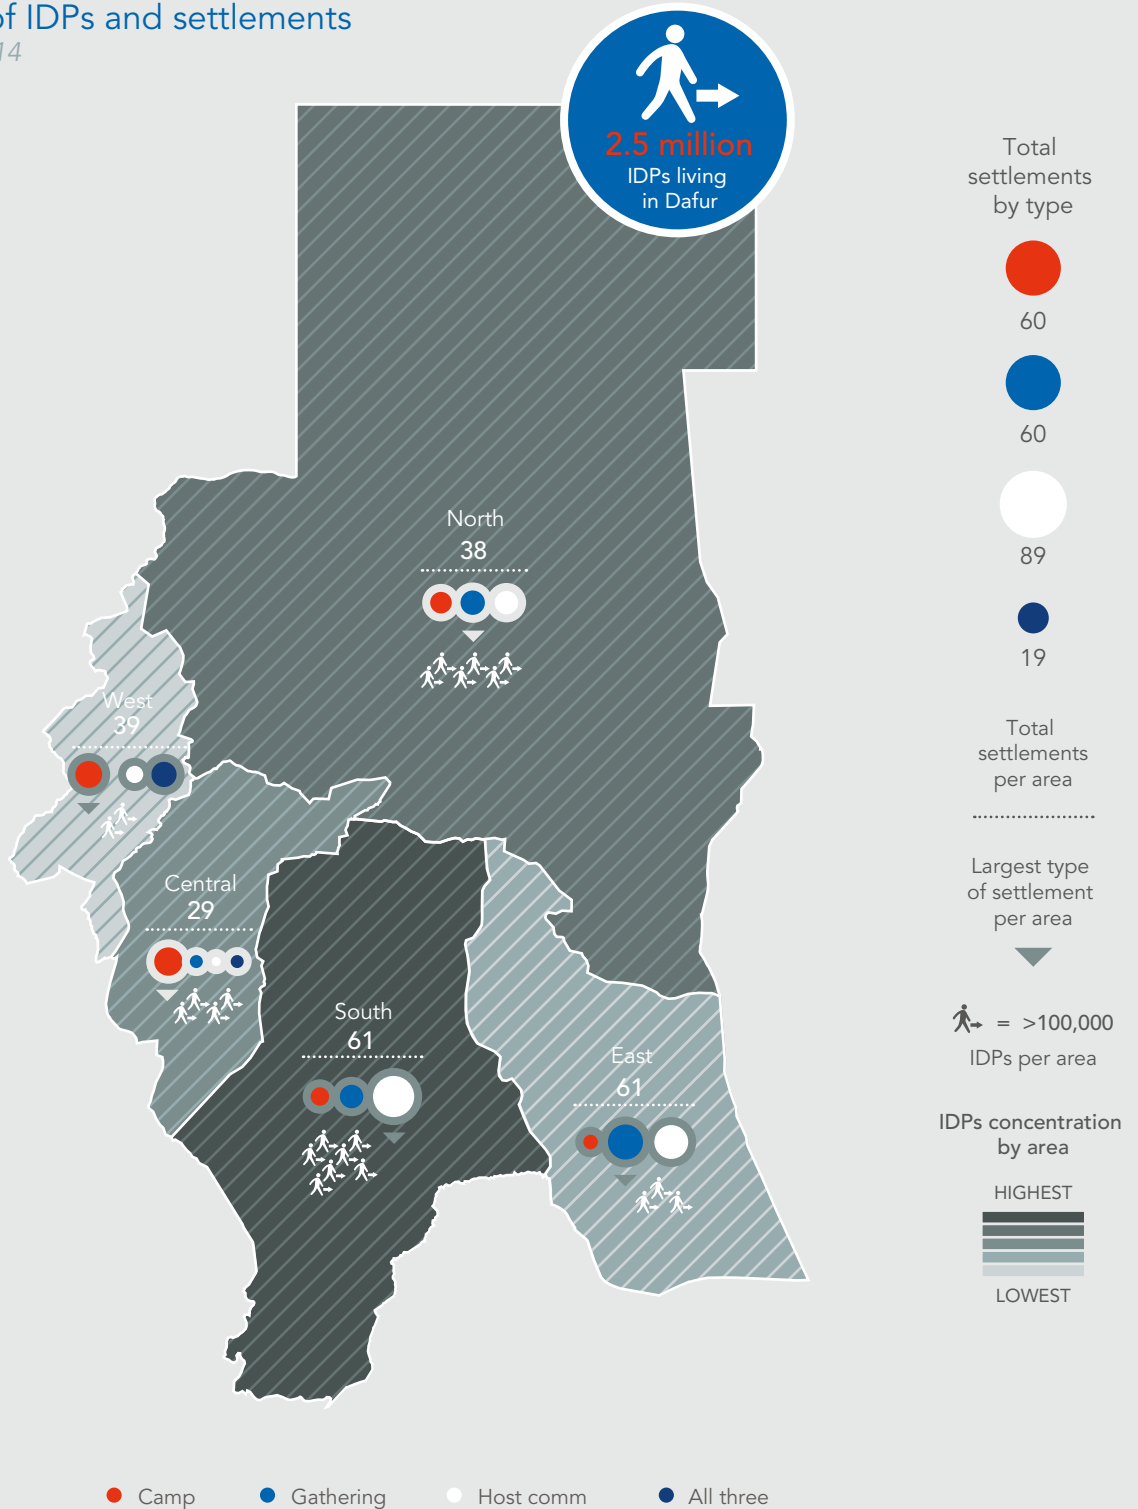 of IDPs and settlements
14
2.5 million
IDPs living
in Dafur
Total
settlements
by type
60
60
89
19
North
38
West
39
Central
29
South
61
East
61
Total
settlements
per area
Largest type
of settlement
per area
= >100,000
IDPs per area
IDPs concentration
by area
HIGHEST
LOWEST
Camp
Gathering
Host comm
All three